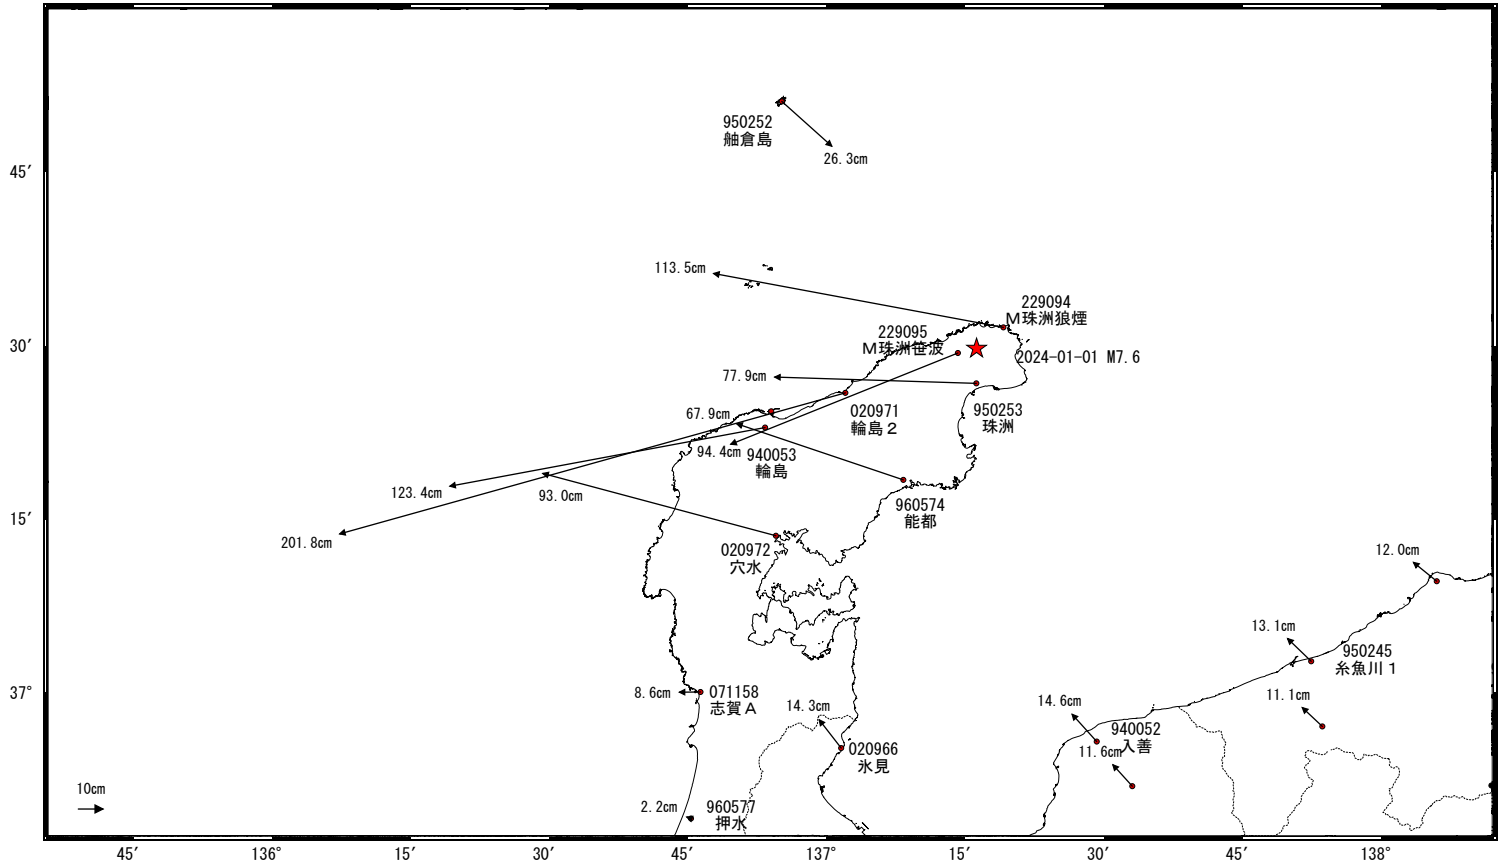 950252
舳倉島
26.3cm
45′
113.5cm
229094
M珠洲狼煙
229095
M珠洲笹波
30′
2024-01-01 M7.6
77.9cm
67.9cm
020971
輪島２
950253
珠洲
94.4cm
940053
輪島
123.4cm
93.0cm
960574
能都
15′
201.8cm
020972
穴水
12.0cm
13.1cm
950245
糸魚川１
37°
8.6cm
071158
志賀Ａ
14.3cm
14.6cm
11.1cm
940052
入善
020966
氷見
11.6cm
10cm
2.2cm
960577
押水
45′
136°
15′
30′
45′
137°
15′
30′
45′
138°